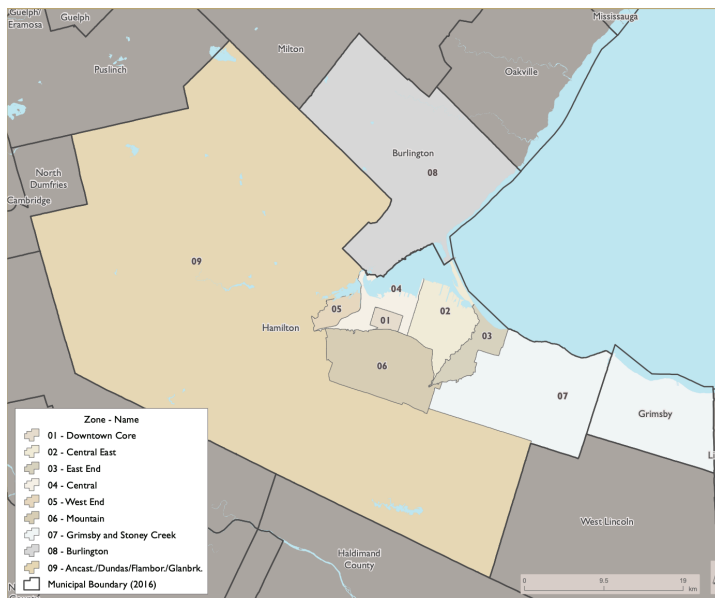 Guelph/
Eramosa
Guelph
Mississauga
Milton
Puslinch
Oakville
Burlington
North
Dumfries
08
Cambridge
09
04
05
02
01
Hamilton
03
06
07
Grimsby
Zone - Name
01 - Downtown Core
02 - Central East
03 - East End
04 - Central
05 - West End
06 - Mountain
07 - Grimsby and Stoney Creek
08 - Burlington
09 - Ancast./Dundas/Flambor./Glanbrk.
Municipal Boundary (2016)
West Lincoln
Haldimand
County
0 9.5 19
km